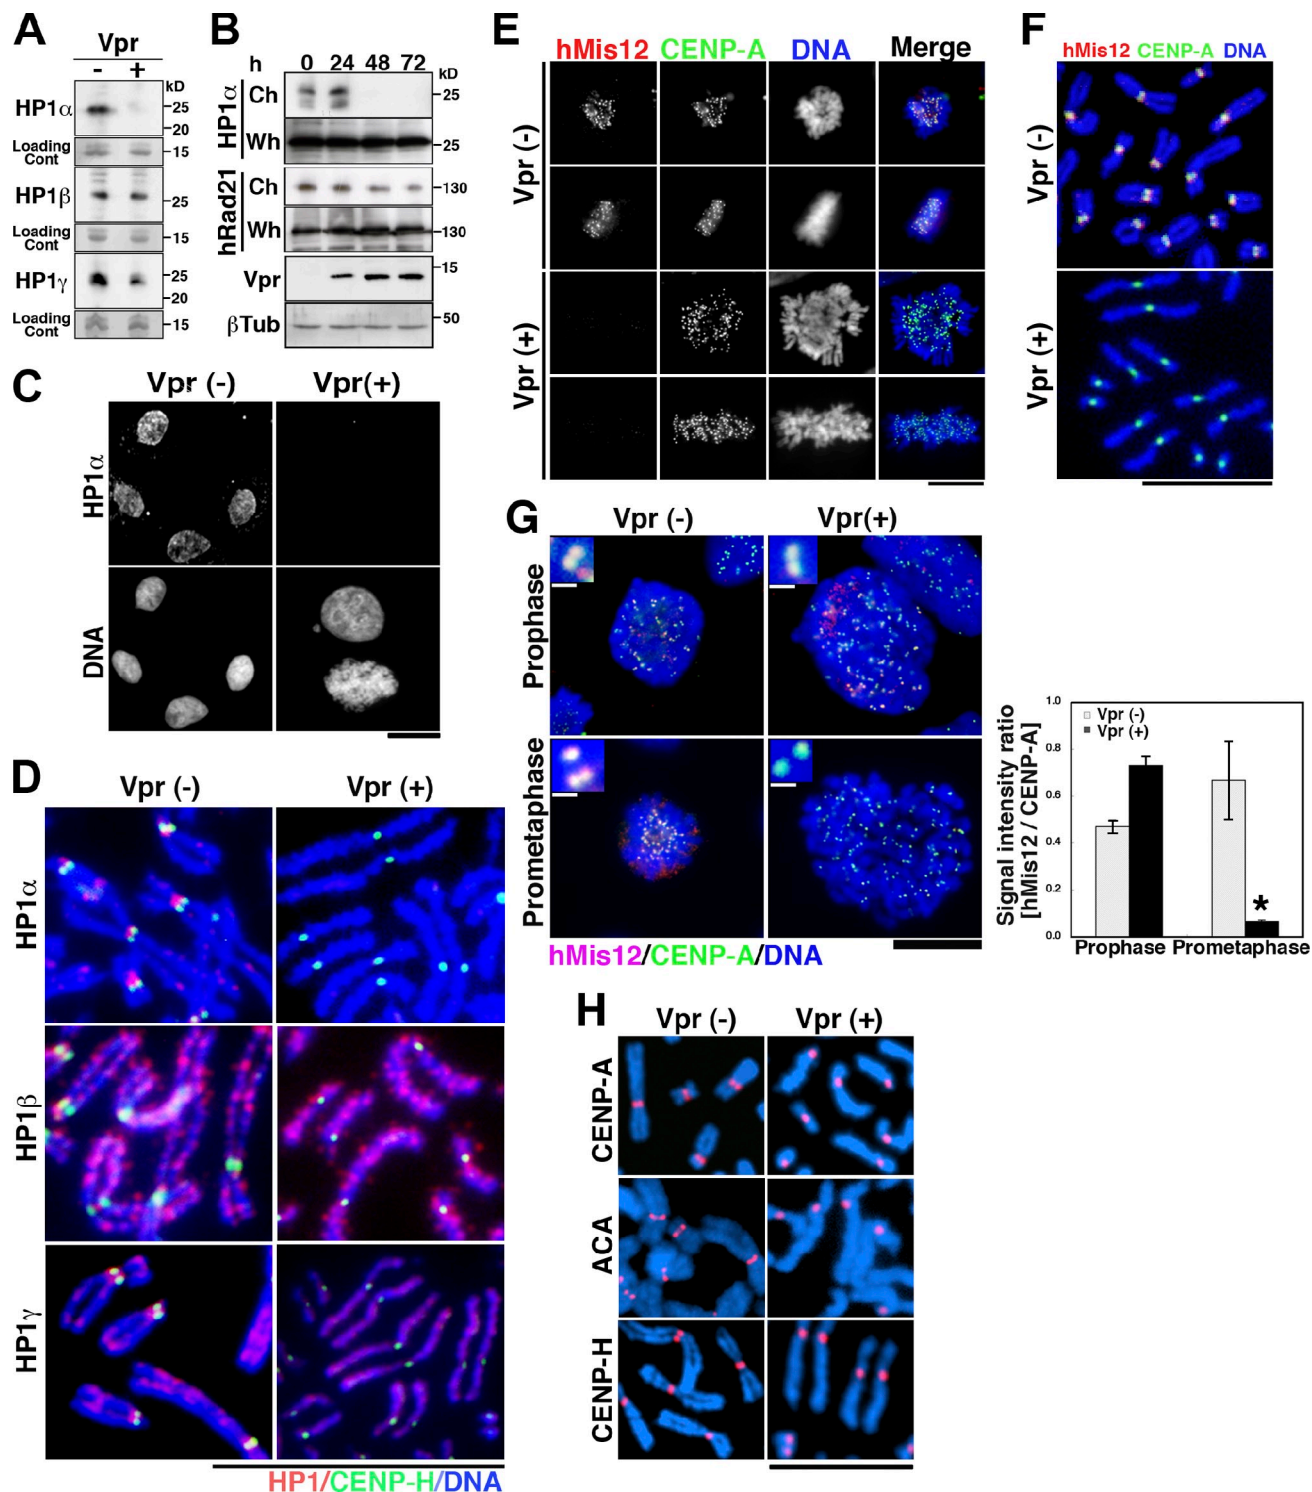 A
Vpr
- +
kD
HP1α
25
20
Loading Cont
15
HP1β
25
Loading Cont
15
HP1γ
25
20
Loading Cont
15
B
h 0 24 48 72
kD
HP1α
Ch
25
Wh
25
hRad21
Ch
130
Wh
130
Vpr
15
βTub
50
C
Vpr (-) Vpr(+)
HP1α
DNA
D
Vpr (-) Vpr (+)
HP1α
HP1β
HP1γ
HP1/CENP-H/DNA
E
hMis12 CENP-A DNA Merge
Vpr (-)
Vpr (+)
F
hMis12 CENP-A DNA
Vpr (-)
Vpr (+)
G
Vpr (-) Vpr(+)
Prophase
Prometaphase
hMis12/CENP-A/DNA
Signal intensity ratio
[hMis12 / CENP-A]
1.0
0.8
0.6
0.4
0.2
0.0
Vpr (-)
Vpr (+)
*
Prophase Prometaphase
H
Vpr (-) Vpr (+)
CENP-A
ACA
CENP-H